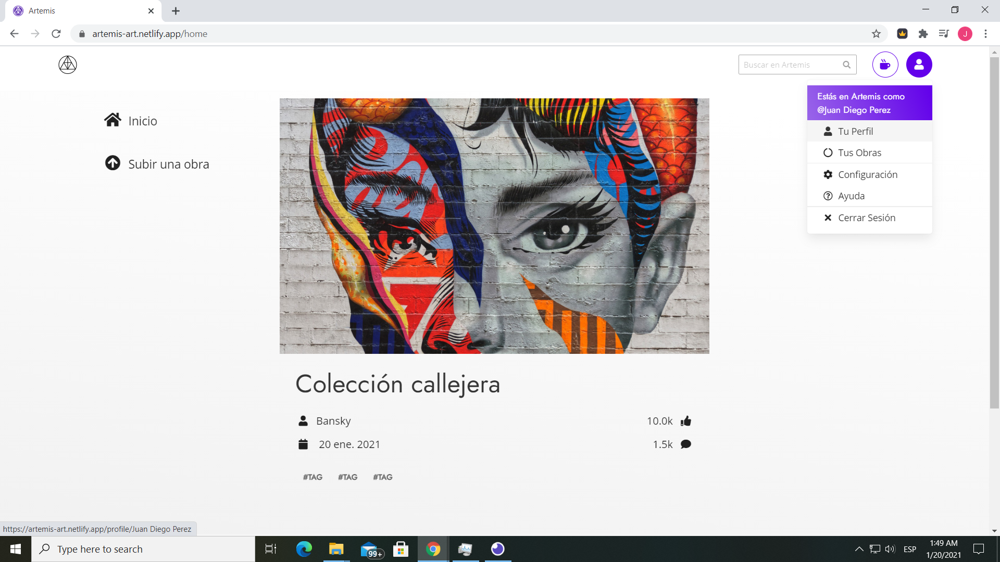 Artemis
artemis-art.netlify.app/home
J
Buscar en Artemis
Estás en Artemis como
@Juan Diego Perez
Tu Perfil
Tus Obras
Configuración
Ayuda
Cerrar Sesión
Inicio
Subir una obra
Colección callejera
Bansky
10.0k
20 ene. 2021
1.5k
#TAG #TAG #TAG
https://artemis-art.netlify.app/profile/Juan Diego Perez
Type here to search
99+
ESP
1:49 AM
1/20/2021